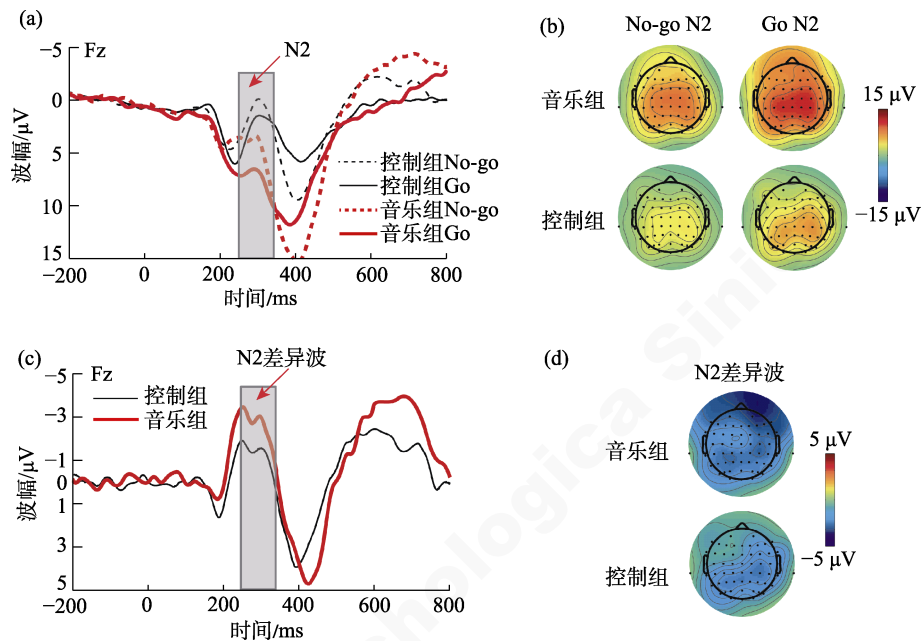 (a)
Fz
N2
−5
0
5
10
15
波幅/μV
控制组No-go
控制组Go
音乐组No-go
音乐组Go
−200
0
200
400
600
800
时间/ms
(b)
No-go N2
Go N2
音乐组
控制组
15 μV
−15 μV
(c)
Fz
N2差异波
控制组
音乐组
−5
−3
−1
1
3
5
波幅/μV
−200
0
200
400
600
800
时间/ms
(d)
N2差异波
音乐组
控制组
5 μV
−5 μV